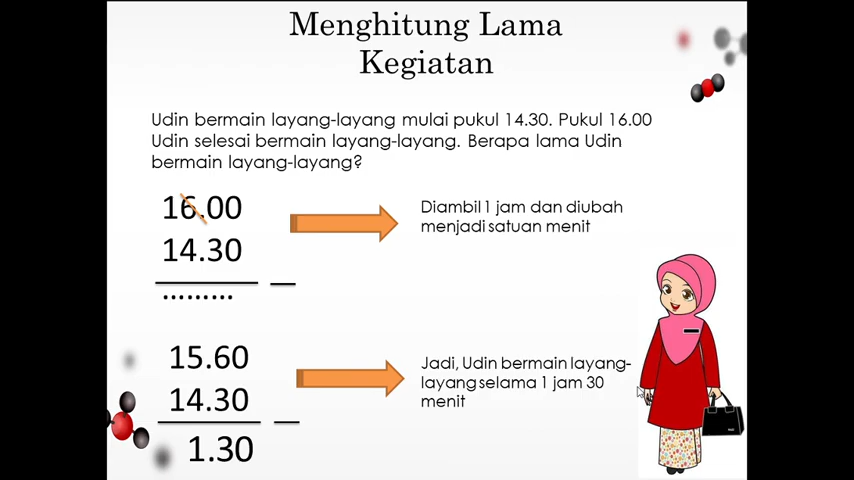 Menghitung Lama
Kegiatan
Udin bermain layang-layang mulai pukul 14.30. Pukul 16.00
Udin selesai bermain layang-layang. Berapa lama Udin
bermain layang-layang?
16.00
14.30
.........
Diambil 1 jam dan diubah
menjadi satuan menit
15.60
14.30
1.30
Jadi, Udin bermain layang-
layang selama 1 jam 30
menit